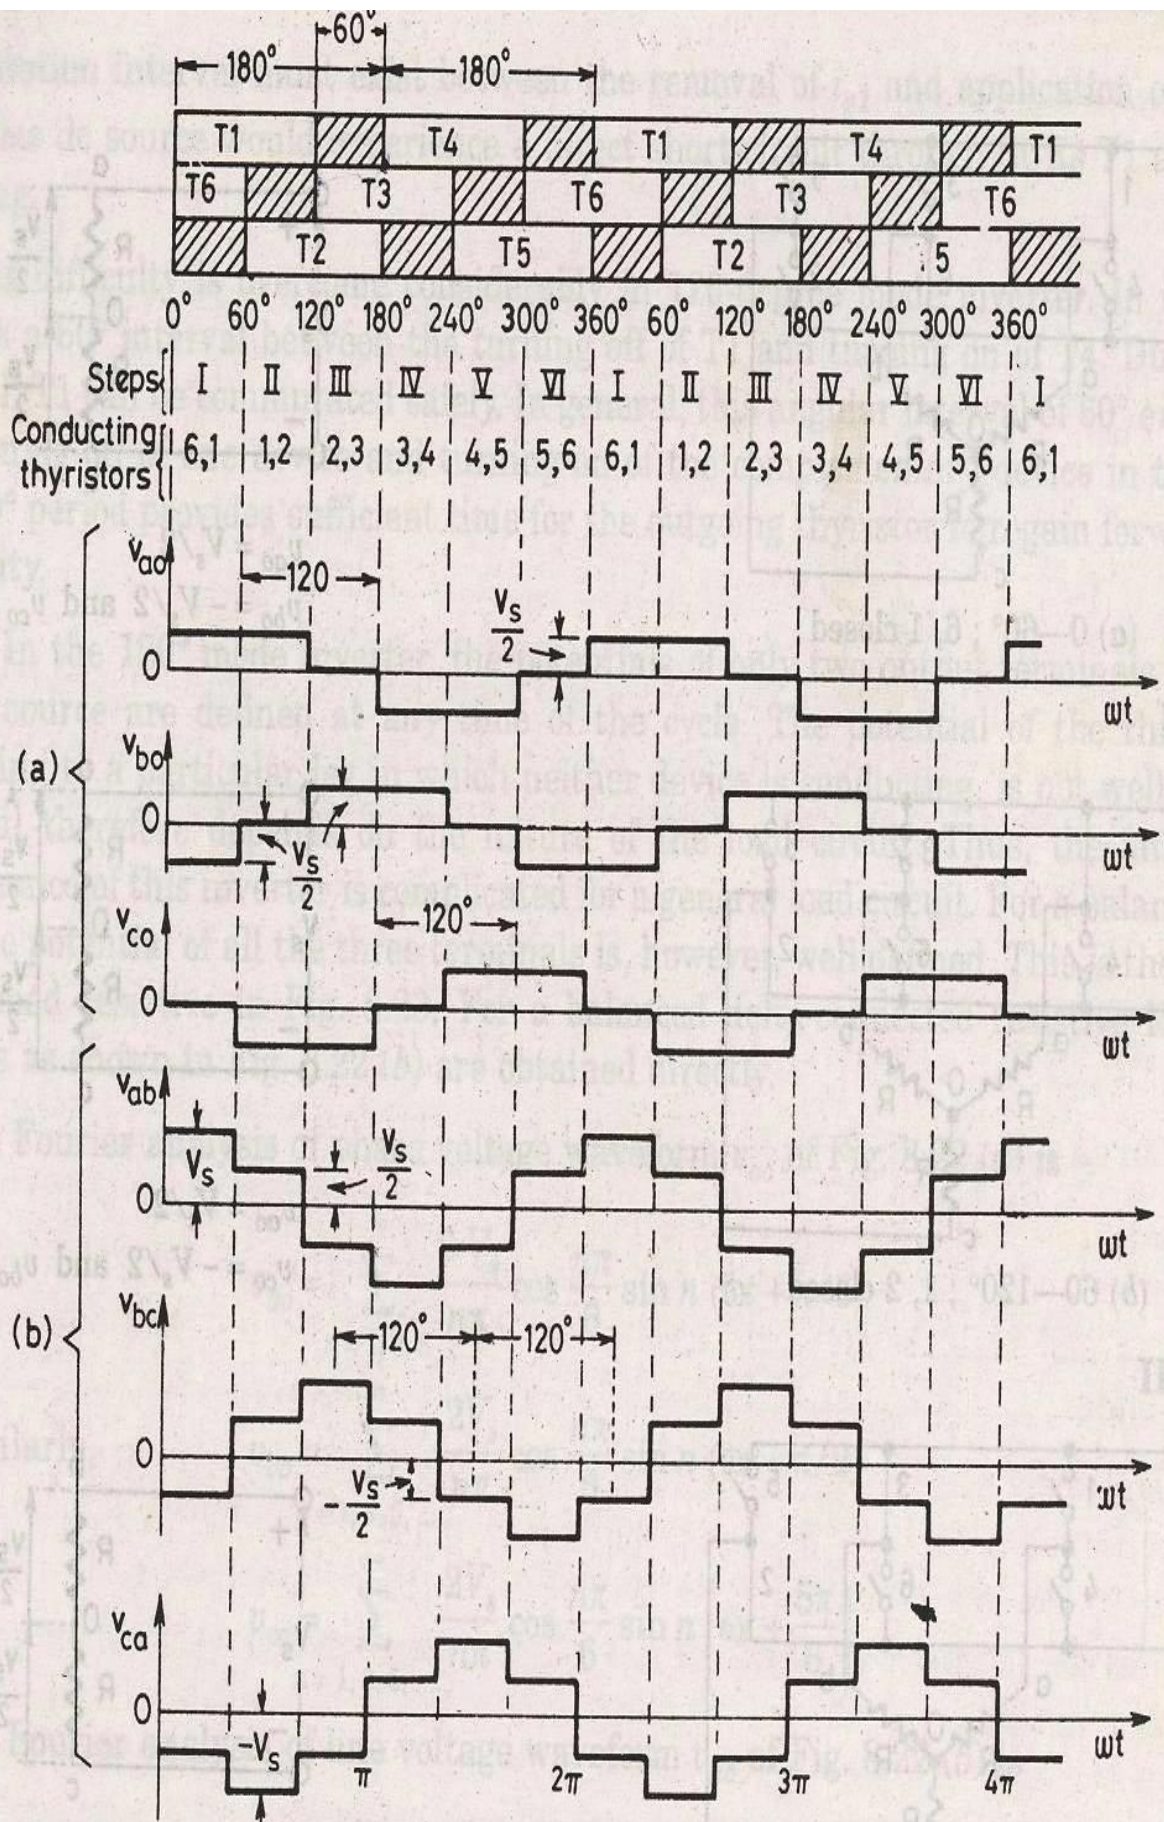 60°
180° 180°
T1 T4 T1 T4 T1
T6 T3 T6 T3 T6
T2 T5 T2 5
0° 60° 120° 180° 240° 300° 360° 60° 120° 180° 240° 300° 360°
Steps I II III IV V VI I II III IV V VI I
Conducting thyristors 6,1 1,2 2,3 3,4 4,5 5,6 6,1 1,2 2,3 3,4 4,5 5,6 6,1
(a)
vao
120
Vs/2
0
ωt
vbo
0
Vs/2
ωt
vco
120°
0
ωt
(b)
vab
Vs
Vs/2
0
ωt
vbc
120° 120°
0
-Vs/2
ωt
vca
0
-Vs
ωt
π 2π 3π 4π